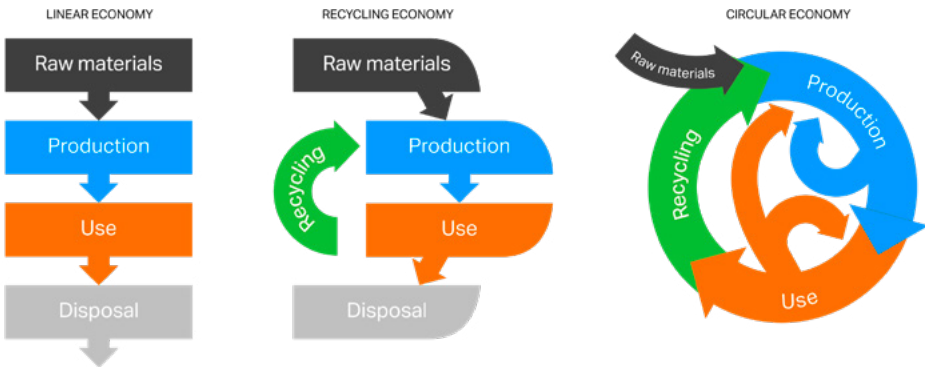 LINEAR ECONOMY
Raw materials
Production
Use
Disposal
RECYCLING ECONOMY
Raw materials
Production
Recycling
Use
Disposal
CIRCULAR ECONOMY
Raw materials
Production
Recycling
Use